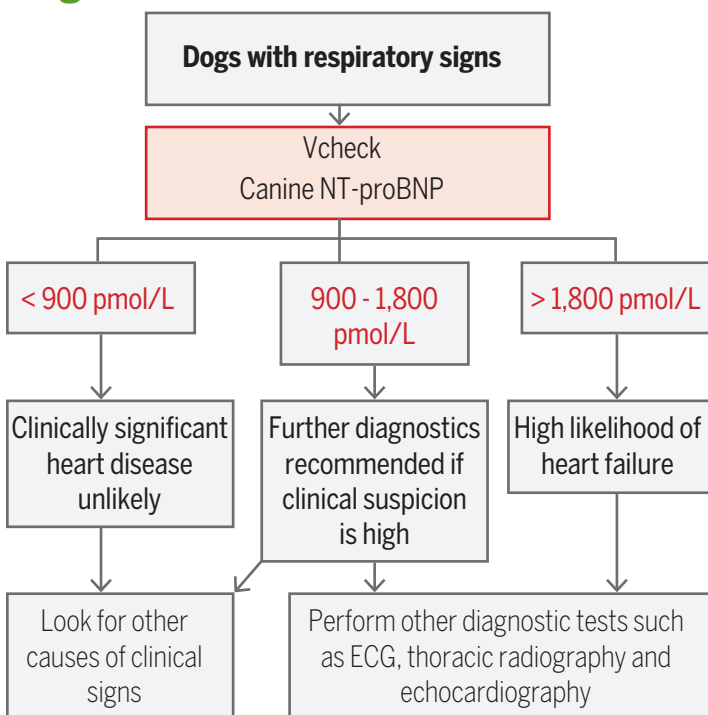 Dogs with respiratory signs
Vcheck
Canine NT-proBNP
< 900 pmol/L
900 - 1,800
pmol/L
> 1,800 pmol/L
Clinically significant
heart disease
unlikely
Further diagnostics
recommended if
clinical suspicion
is high
High likelihood of
heart failure
Look for other
causes of clinical
signs
Perform other diagnostic tests such
as ECG, thoracic radiography and
echocardiography